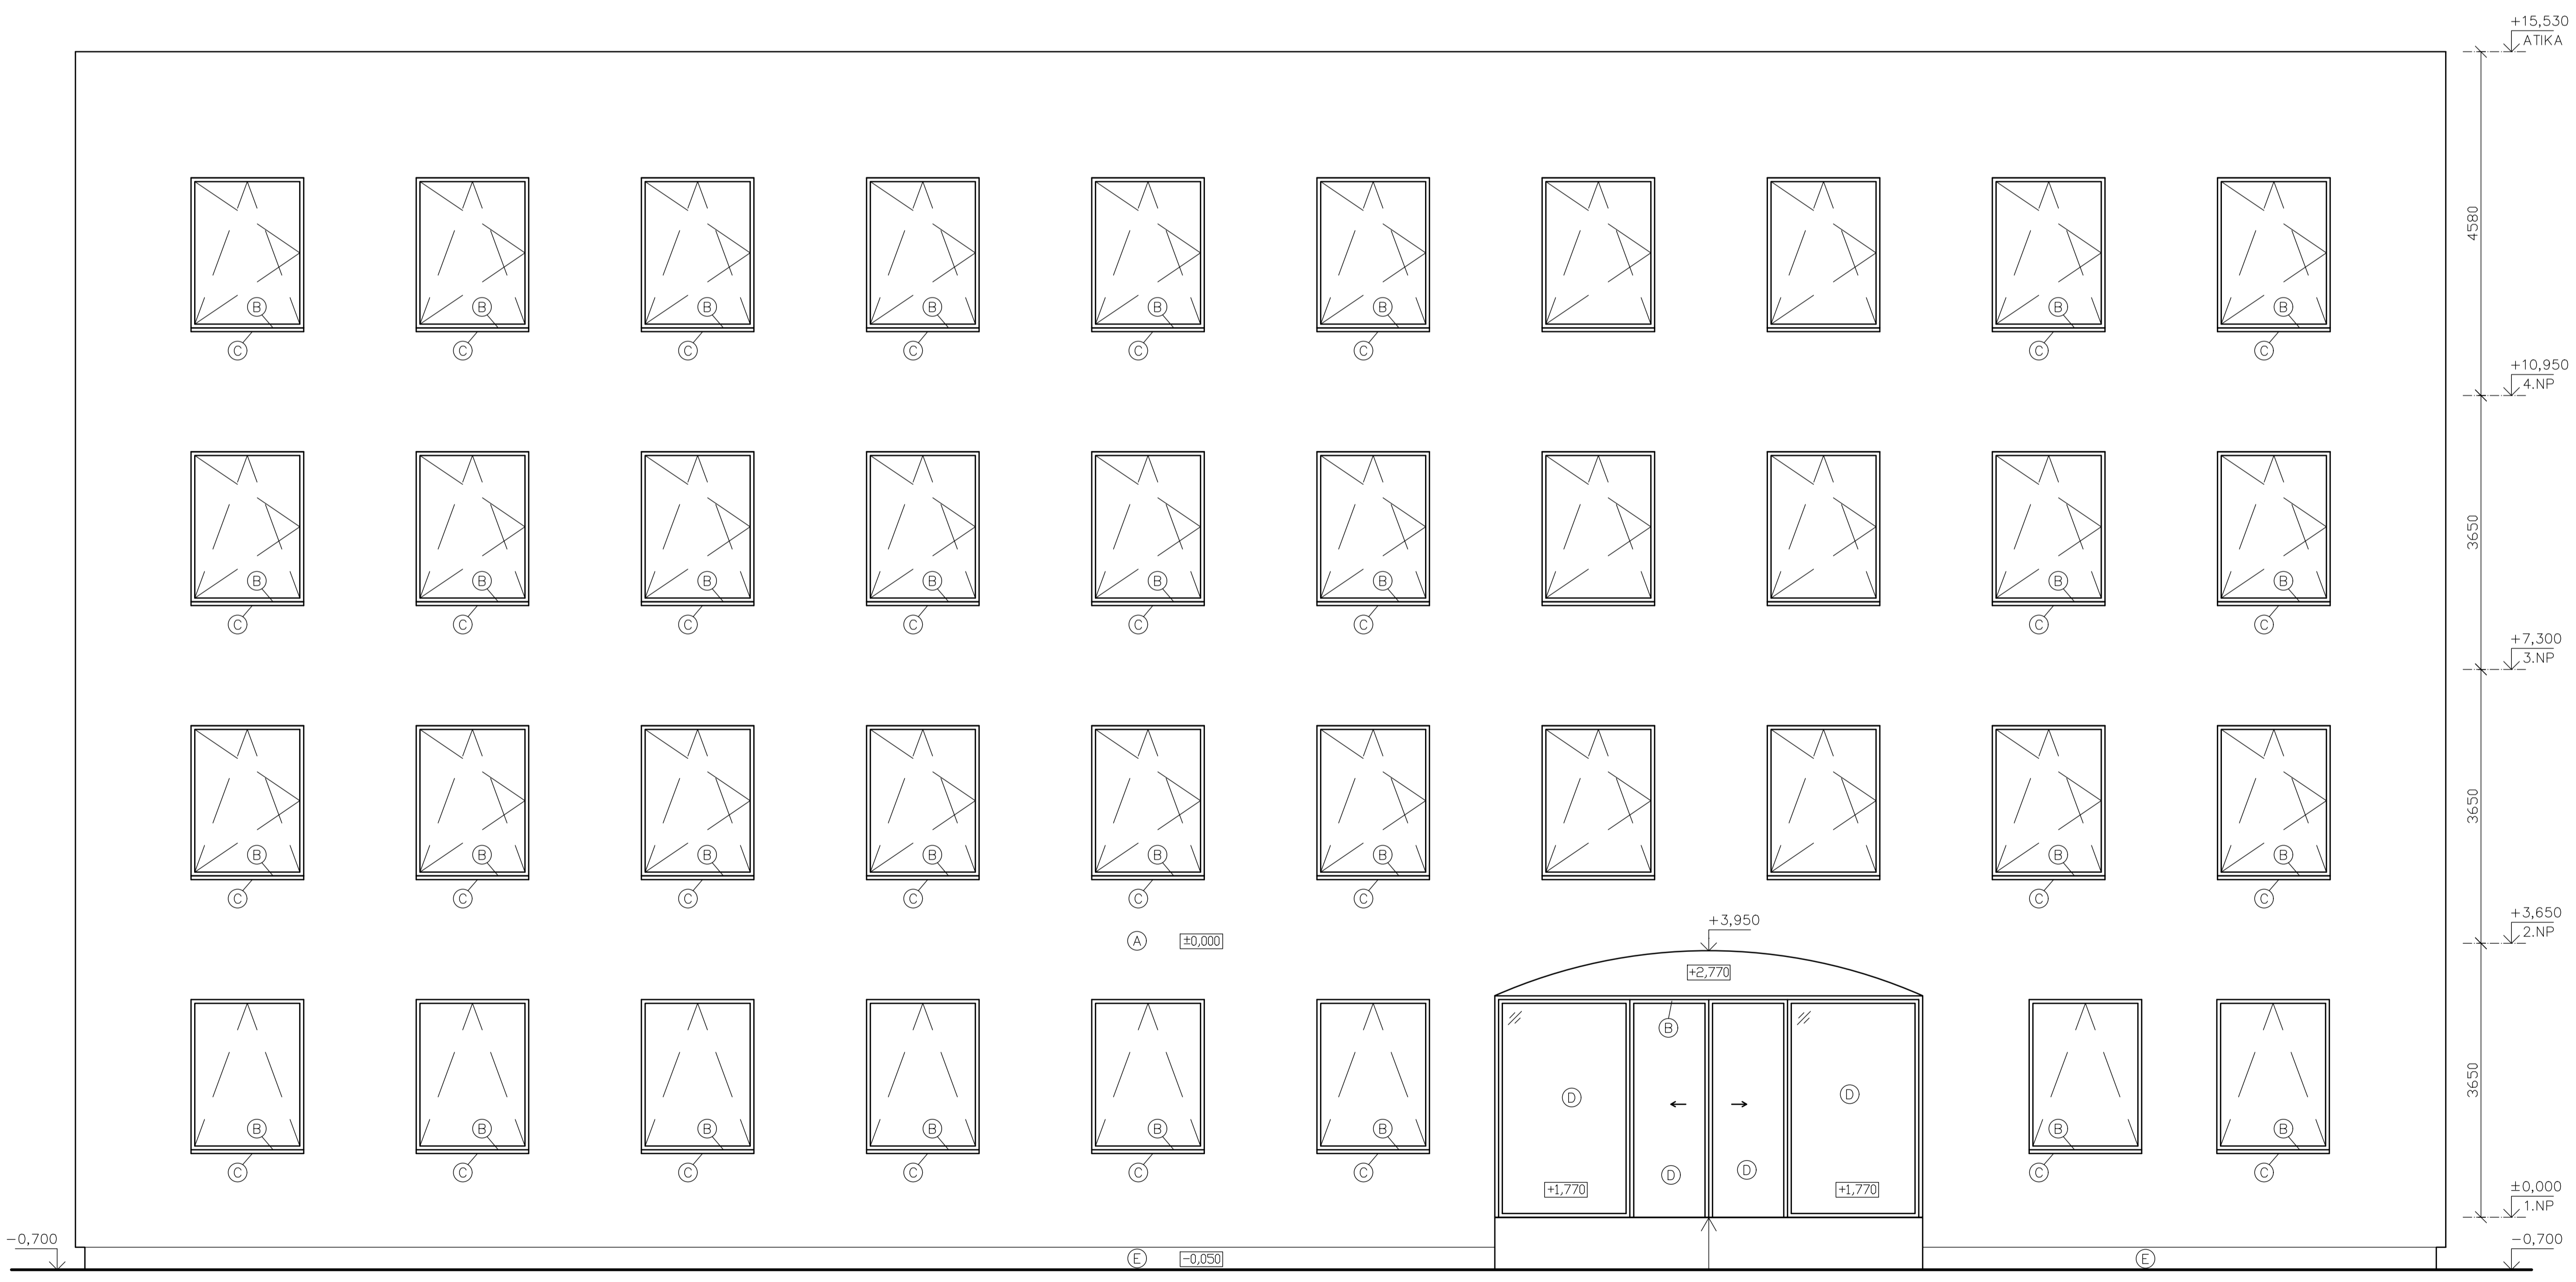 +15,530
ATIKA
4580
B B B B B B B B
C C C C C C C C
+10,950
4.NP
3650
B B B B B B B B
C C C C C C C C
+7,300
3.NP
3650
B B B B B B B B
C C C C C C C C
+3,650
2.NP
A ±0,000
+3,950
+2,770
B
3650
D D
B B B B B B B B
C C C C C C C C
D D
+1,770 +1,770
±0,000
1.NP
-0,700
E -0,050
E
-0,700